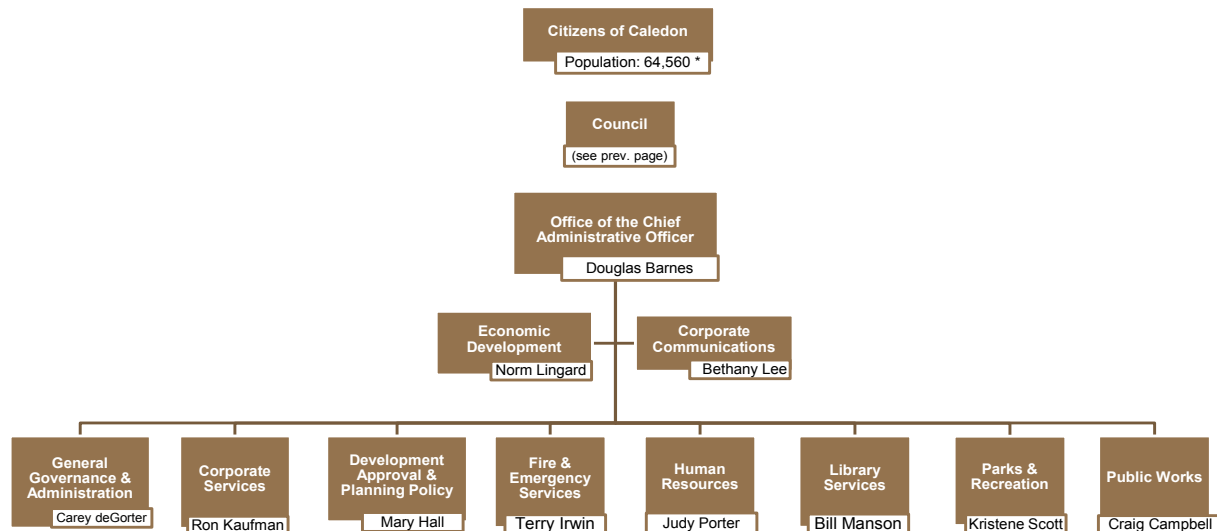 Citizens of Caledon
Population: 64,560 *
Council
(see prev. page)
Office of the Chief
Administrative Officer
Douglas Barnes
Economic
Development
Norm Lingard
Corporate
Communications
Bethany Lee
General
Governance &
Administration
Carey deGorter
Corporate
Services
Ron Kaufman
Development
Approval &
Planning Policy
Mary Hall
Fire &
Emergency
Services
Terry Irwin
Human
Resources
Judy Porter
Library
Services
Bill Manson
Parks &
Recreation
Kristene Scott
Public Works
Craig Campbell